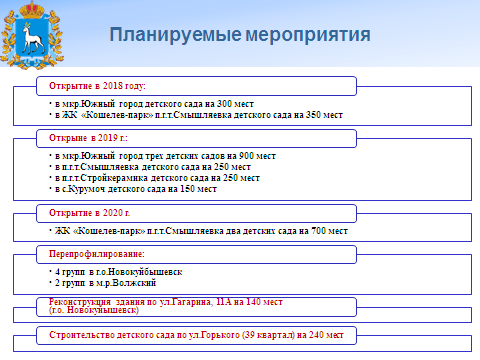 Планируемые мероприятия
Открытие в 2018 году:
• в мкр.Южный город детского сада на 300 мест
• в ЖК «Кошелев-парк» п.г.т.Смышляевка детского сада на 350 мест
Открытие в 2019 г.:
• в мкр.Южный город трех детских садов на 900 мест
• в п.г.т.Смышляевка детского сада на 250 мест
• в п.г.т.Стройкерамика детского сада на 250 мест
• в с.Курумоч детского сада на 150 мест
Открытие в 2020 г.
• ЖК «Кошелев-парк» п.г.т.Смышляевка два детских сада на 700 мест
Перепрофилирование:
• 4 групп в г.о.Новокуйбышевск
• 2 групп в м.р.Волжский
Реконструкция здания по ул.Гагарина, 11А на 140 мест
(г.о. Новокуйбышевск)
Строительство детского сада по ул.Горького (39 квартал) на 240 мест